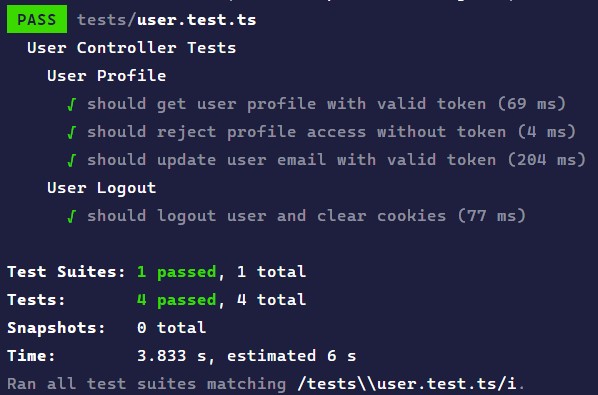 PASS tests/user.test.ts
User Controller Tests
User Profile
√ should get user profile with valid token (69 ms)
√ should reject profile access without token (4 ms)
√ should update user email with valid token (204 ms)
User Logout
√ should logout user and clear cookies (77 ms)
Test Suites: 1 passed, 1 total
Tests: 4 passed, 4 total
Snapshots: 0 total
Time: 3.833 s, estimated 6 s
Ran all test suites matching /tests\\user.test.ts/i.